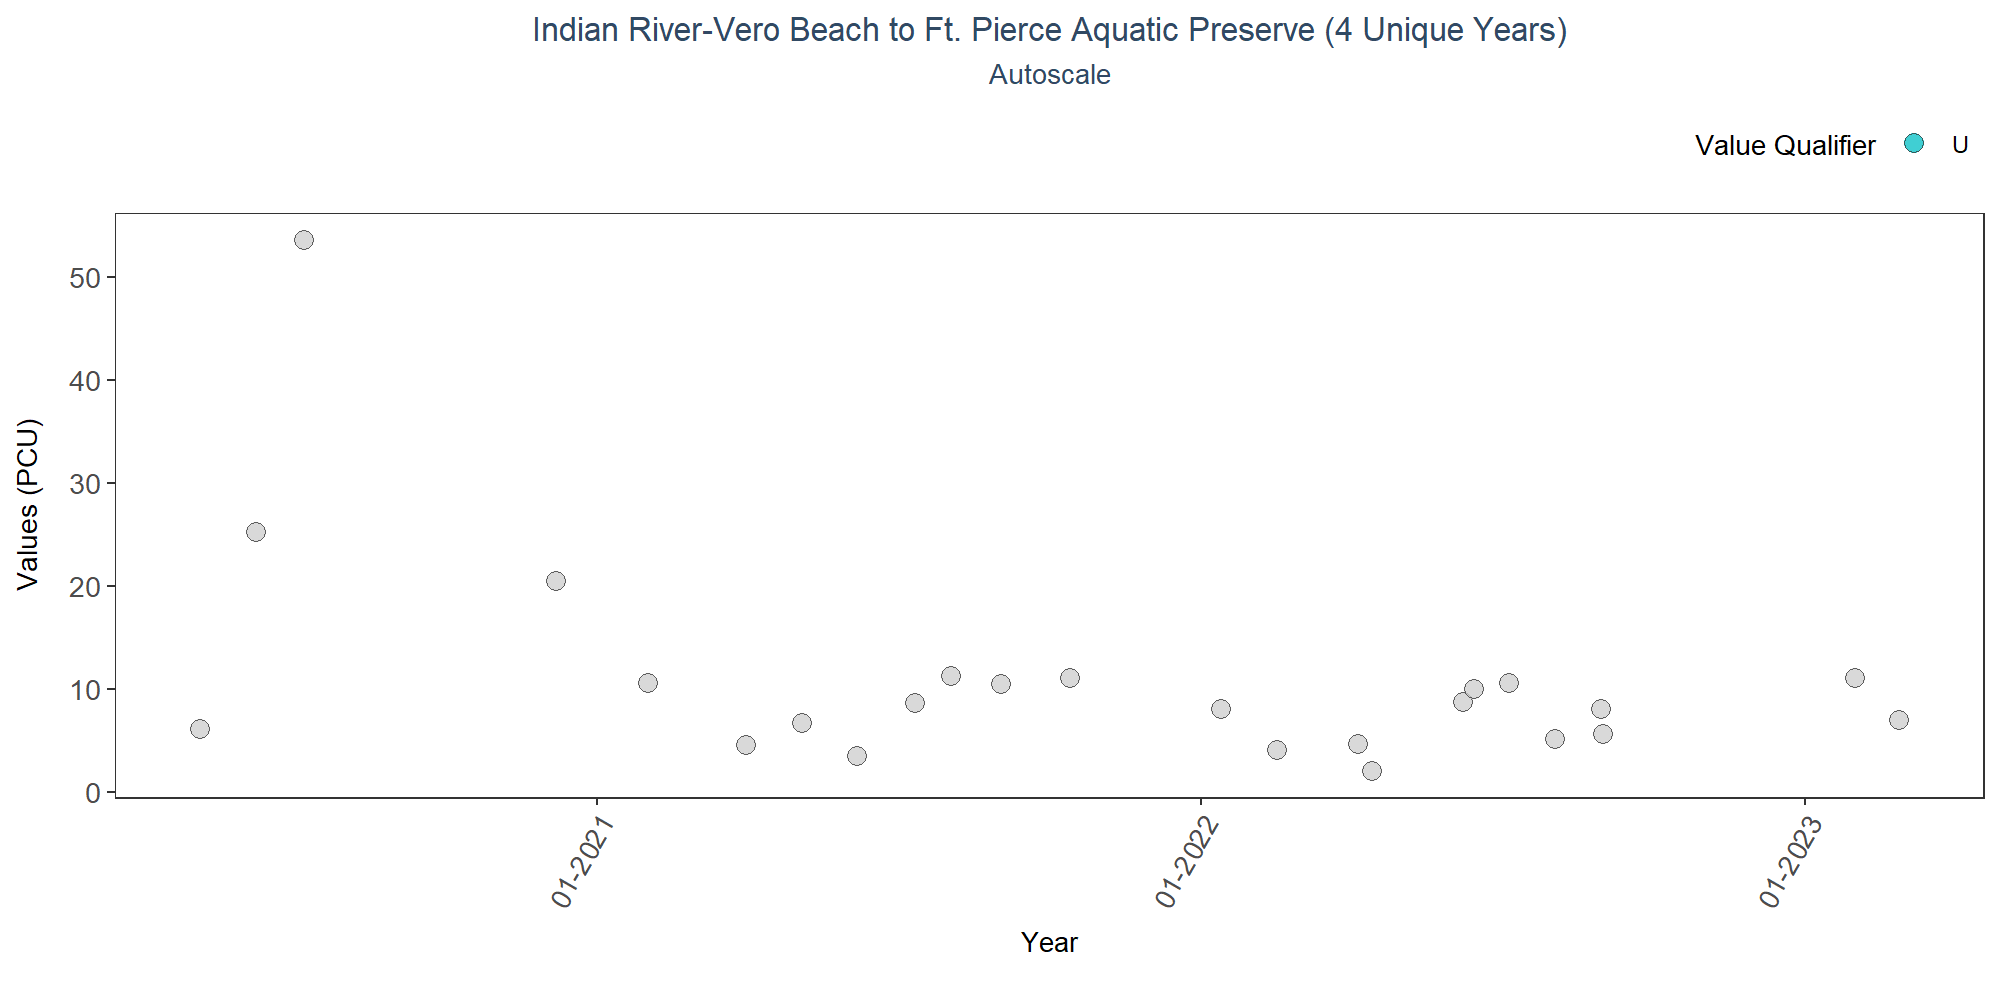 Indian River-Vero Beach to Ft. Pierce Aquatic Preserve (4 Unique Years)
Autoscale
Value Qualifier U
Values (PCU)
50
40
30
20
10
0
01-2021
01-2022
01-2023
Year